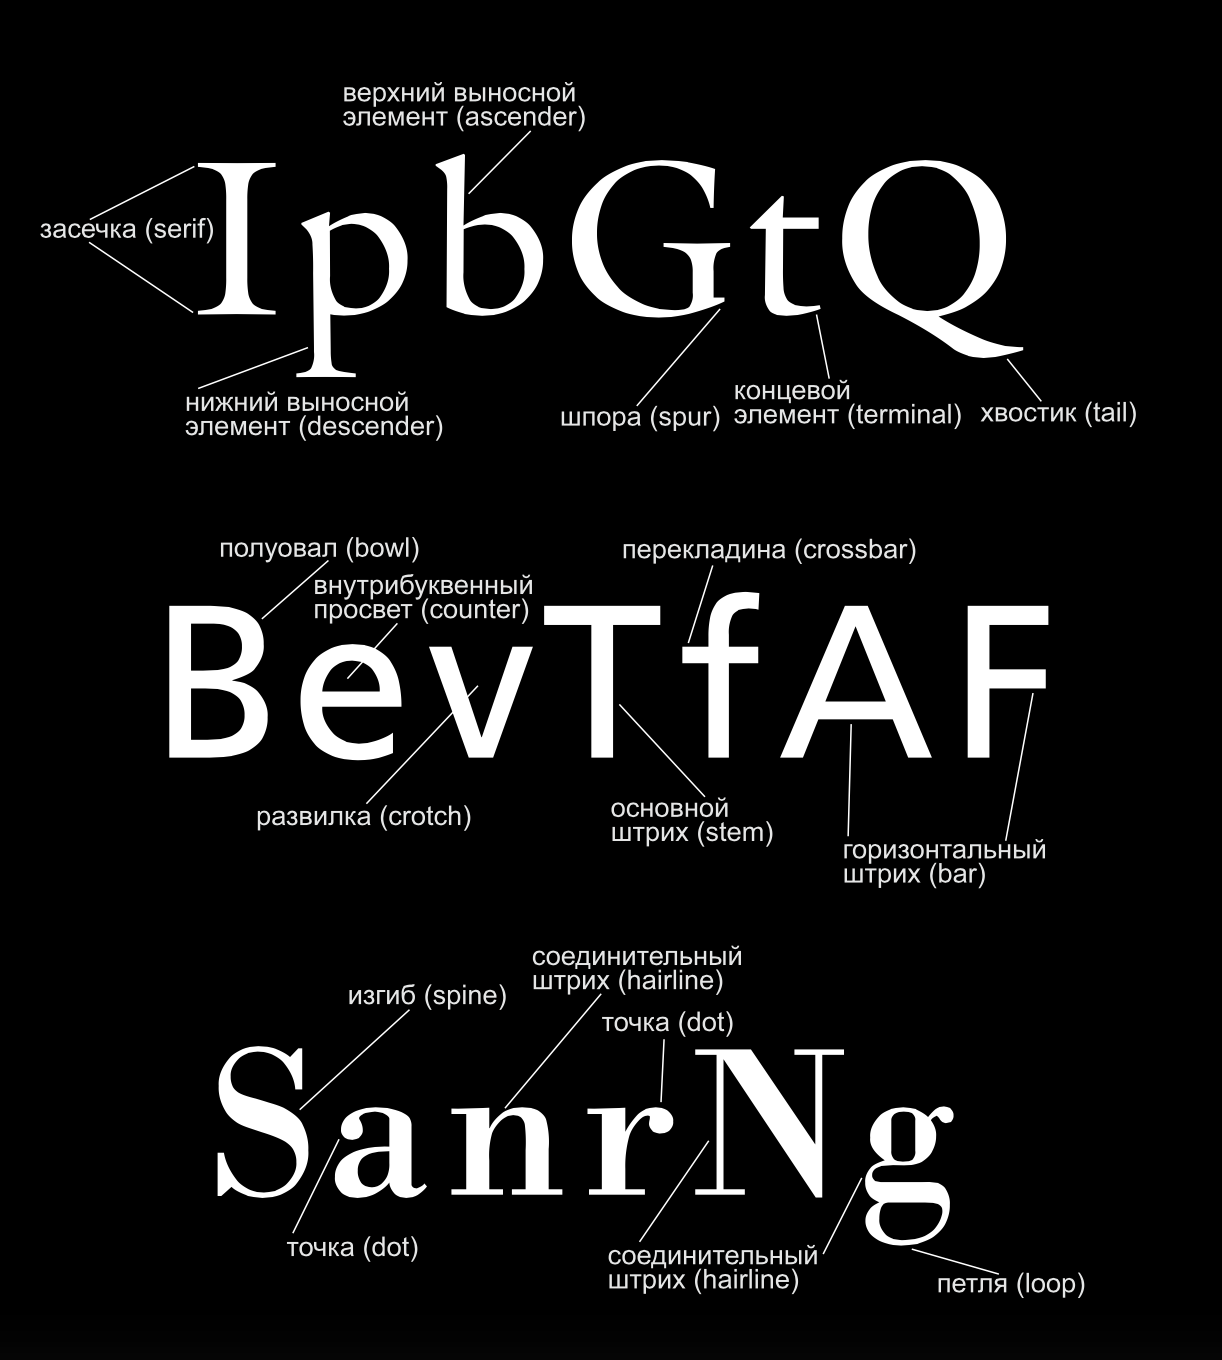 верхний выносной
элемент (ascender)
IpbGtQ
засечка (serif)
нижний выносной
элемент (descender)
шпора (spur)
концевой
элемент (terminal)
хвостик (tail)
полуовал (bowl)
внутрибуквенный
просвет (counter)
перекладина (crossbar)
BevTfAF
развилка (crotch)
основной
штрих (stem)
горизонтальный
штрих (bar)
соединительный
штрих (hairline)
изгиб (spine)
точка (dot)
SanrNg
точка (dot)
соединительный
штрих (hairline)
петля (loop)